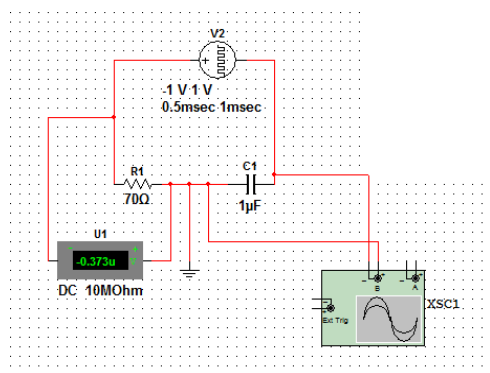 V2
+
-1 V 1 V
0.5msec 1msec
R1
70Ω
C1
1µF
U1
- +
-0.373u V
DC 10MOhm
XSC1
- + - +
B A
Ext Trig
- +